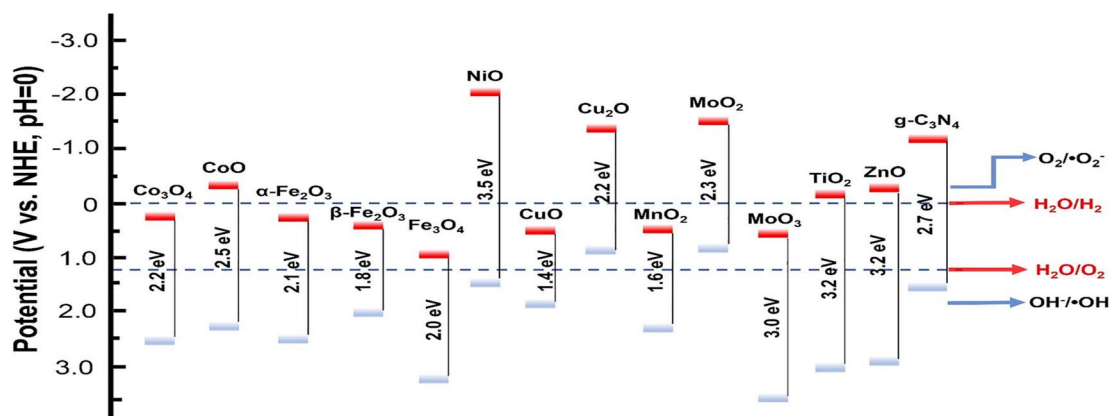 Potential (V vs. NHE, pH=0)
-3.0
-2.0
-1.0
0
1.0
2.0
3.0
Co₃O₄
2.2 eV
CoO
2.5 eV
α-Fe₂O₃
2.1 eV
β-Fe₂O₃
1.8 eV
Fe₃O₄
2.0 eV
NiO
3.5 eV
CuO
1.4 eV
Cu₂O
2.2 eV
MnO₂
1.6 eV
MoO₂
2.3 eV
MoO₃
3.0 eV
TiO₂
3.2 eV
ZnO
3.2 eV
g-C₃N₄
2.7 eV
O₂/•O₂⁻
H₂O/H₂
H₂O/O₂
OH⁻/•OH